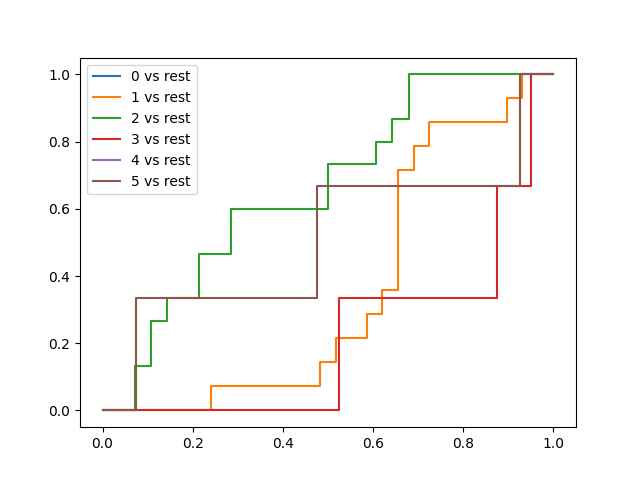 1.0
0.8
0.6
0.4
0.2
0.0
0 vs rest
1 vs rest
2 vs rest
3 vs rest
4 vs rest
5 vs rest
0.0 0.2 0.4 0.6 0.8 1.0